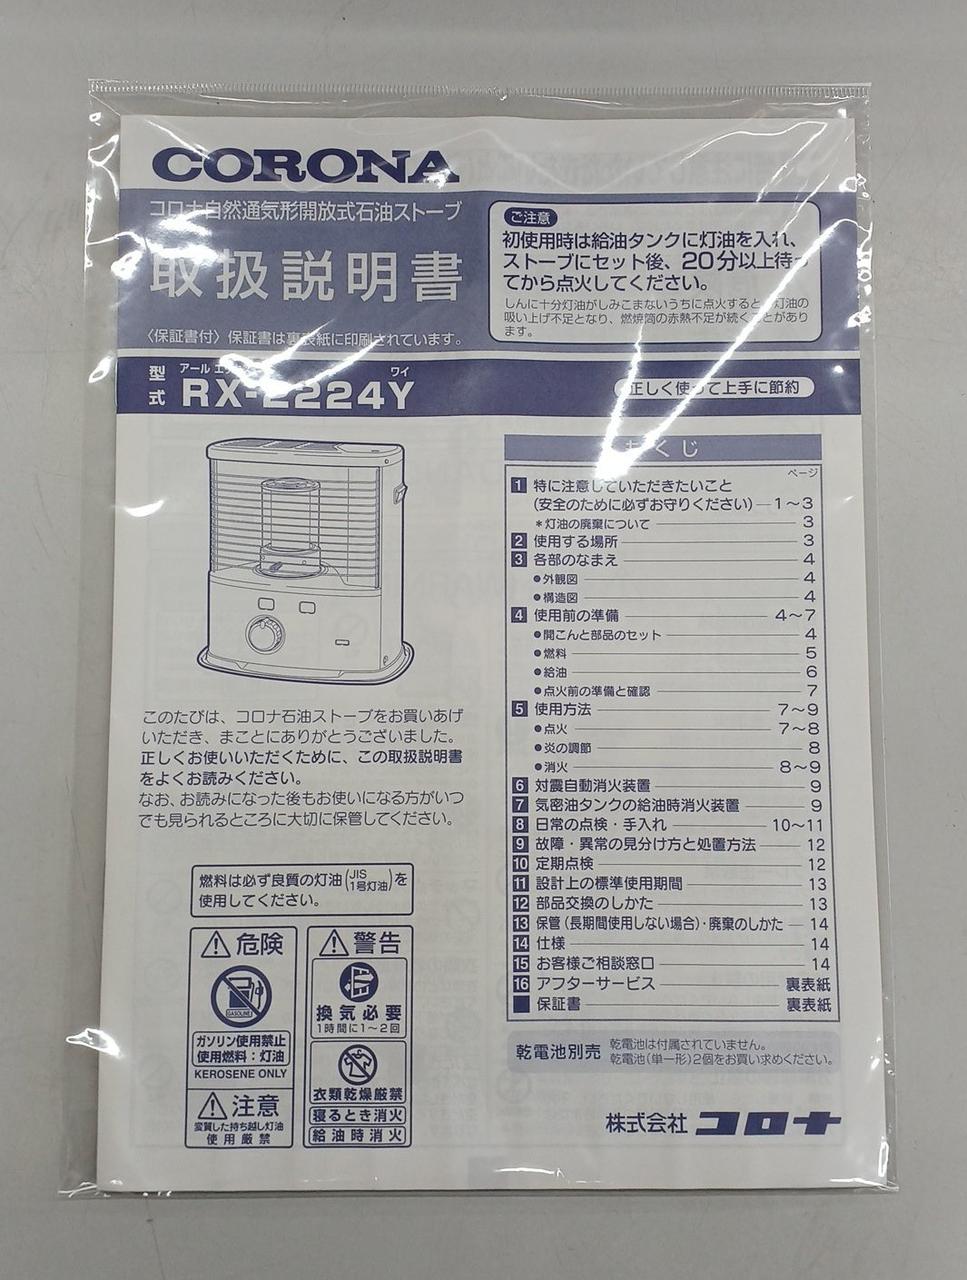 CORONA
コロナ自然通気形開放式石油ストーブ
取扱説明書
〈保証書付〉保証書は裏表紙に印刷されています。
ご注意
初使用時は給油タンクに灯油を入れ、
ストーブにセット後、20分以上待っ
てから点火してください。
しんに十分灯油がしみこまないうちに点火すると、灯油の
吸い上げ不足となり、燃焼筒の赤熱不足が続くことがあり
ます。
型式
アール ワイ
RX-2224Y
正しく使って上手に節約
もくじ
ページ
1 特に注意していただきたいこと
(安全のために必ずお守りください) 1〜3
*灯油の廃棄について 3
2 使用する場所 3
3 各部のなまえ 4
●外観図 4
●構造図 4
4 使用前の準備 4〜7
●開こんと部品のセット 4
●燃料 5
●給油 6
●点火前の準備と確認 7
5 使用方法 7〜9
●点火 7〜8
●炎の調節 8
●消火 8〜9
6 対震自動消火装置 9
7 気密油タンクの給油時消火装置 9
8 日常の点検・手入れ 10〜11
9 故障・異常の見分け方と処置方法 12
10 定期点検 12
11 設計上の標準使用期間 13
12 部品交換のしかた 13
13 保管(長期間使用しない場合)・廃棄のしかた 14
14 仕様 14
15 お客様ご相談窓口 14
16 アフターサービス 裏表紙
■ 保証書 裏表紙
このたびは、コロナ石油ストーブをお買いあげ
いただき、まことにありがとうございました。
正しくお使いいただくために、この取扱説明書
をよくお読みください。
なお、お読みになった後もお使いになる方がいつ
でも見られるところに大切に保管してください。
燃料は必ず良質の灯油(JIS 1号灯油)を
使用してください。
危険
GASOLINE
ガソリン使用禁止
使用燃料:灯油
KEROSENE ONLY
注意
変質した持ち越し灯油
使用厳禁
警告
換気必要
1時間に1〜2回
衣類乾燥厳禁
寝るとき消火
給油時消火
乾電池別売
乾電池は付属されていません。
乾電池(単一形)2個をお買い求めください。
株式会社 コロナ